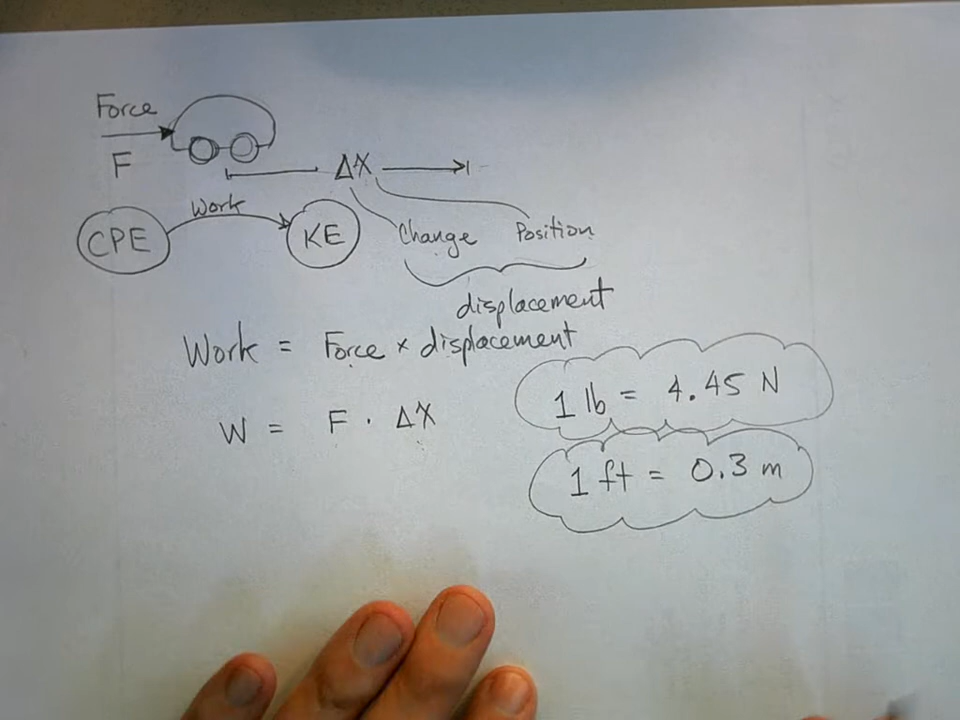 Force
F
ΔX
Work
CPE
KE
Change Position
displacement
Work = Force × displacement
W = F · ΔX
1 lb = 4.45 N
1 ft = 0.3 m